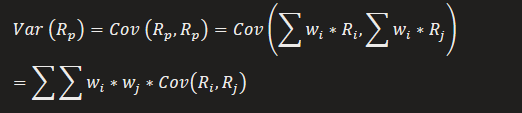 Var (R_p) = Cov (R_p, R_p) = Cov (∑ w_i * R_i, ∑ w_i * R_j)
= ∑∑ w_i * w_j * Cov(R_i, R_j)